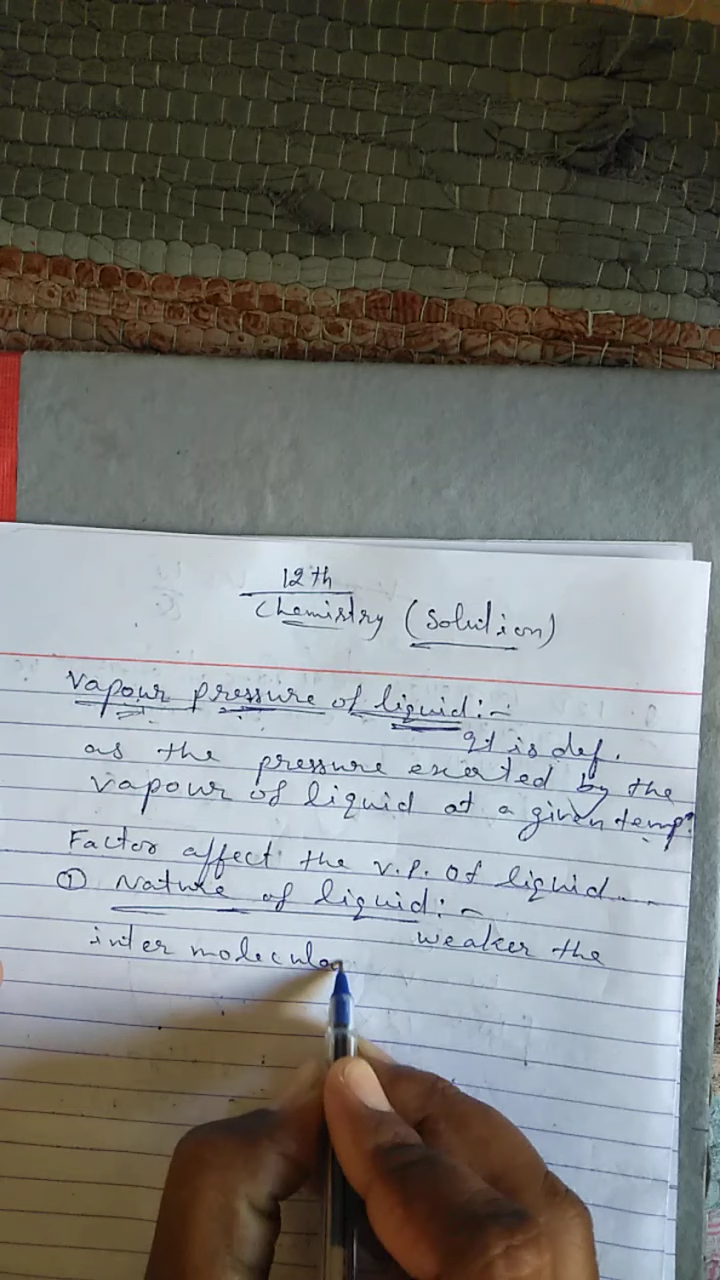 12th
Chemistry (Solution)
Vapour pressure of liquid:-
It is def.
as the pressure exerted by the
vapour of liquid at a given temp.
Factor affect the v.p. of liquid...
① Nature of liquid:-
weaker the
inter molecula